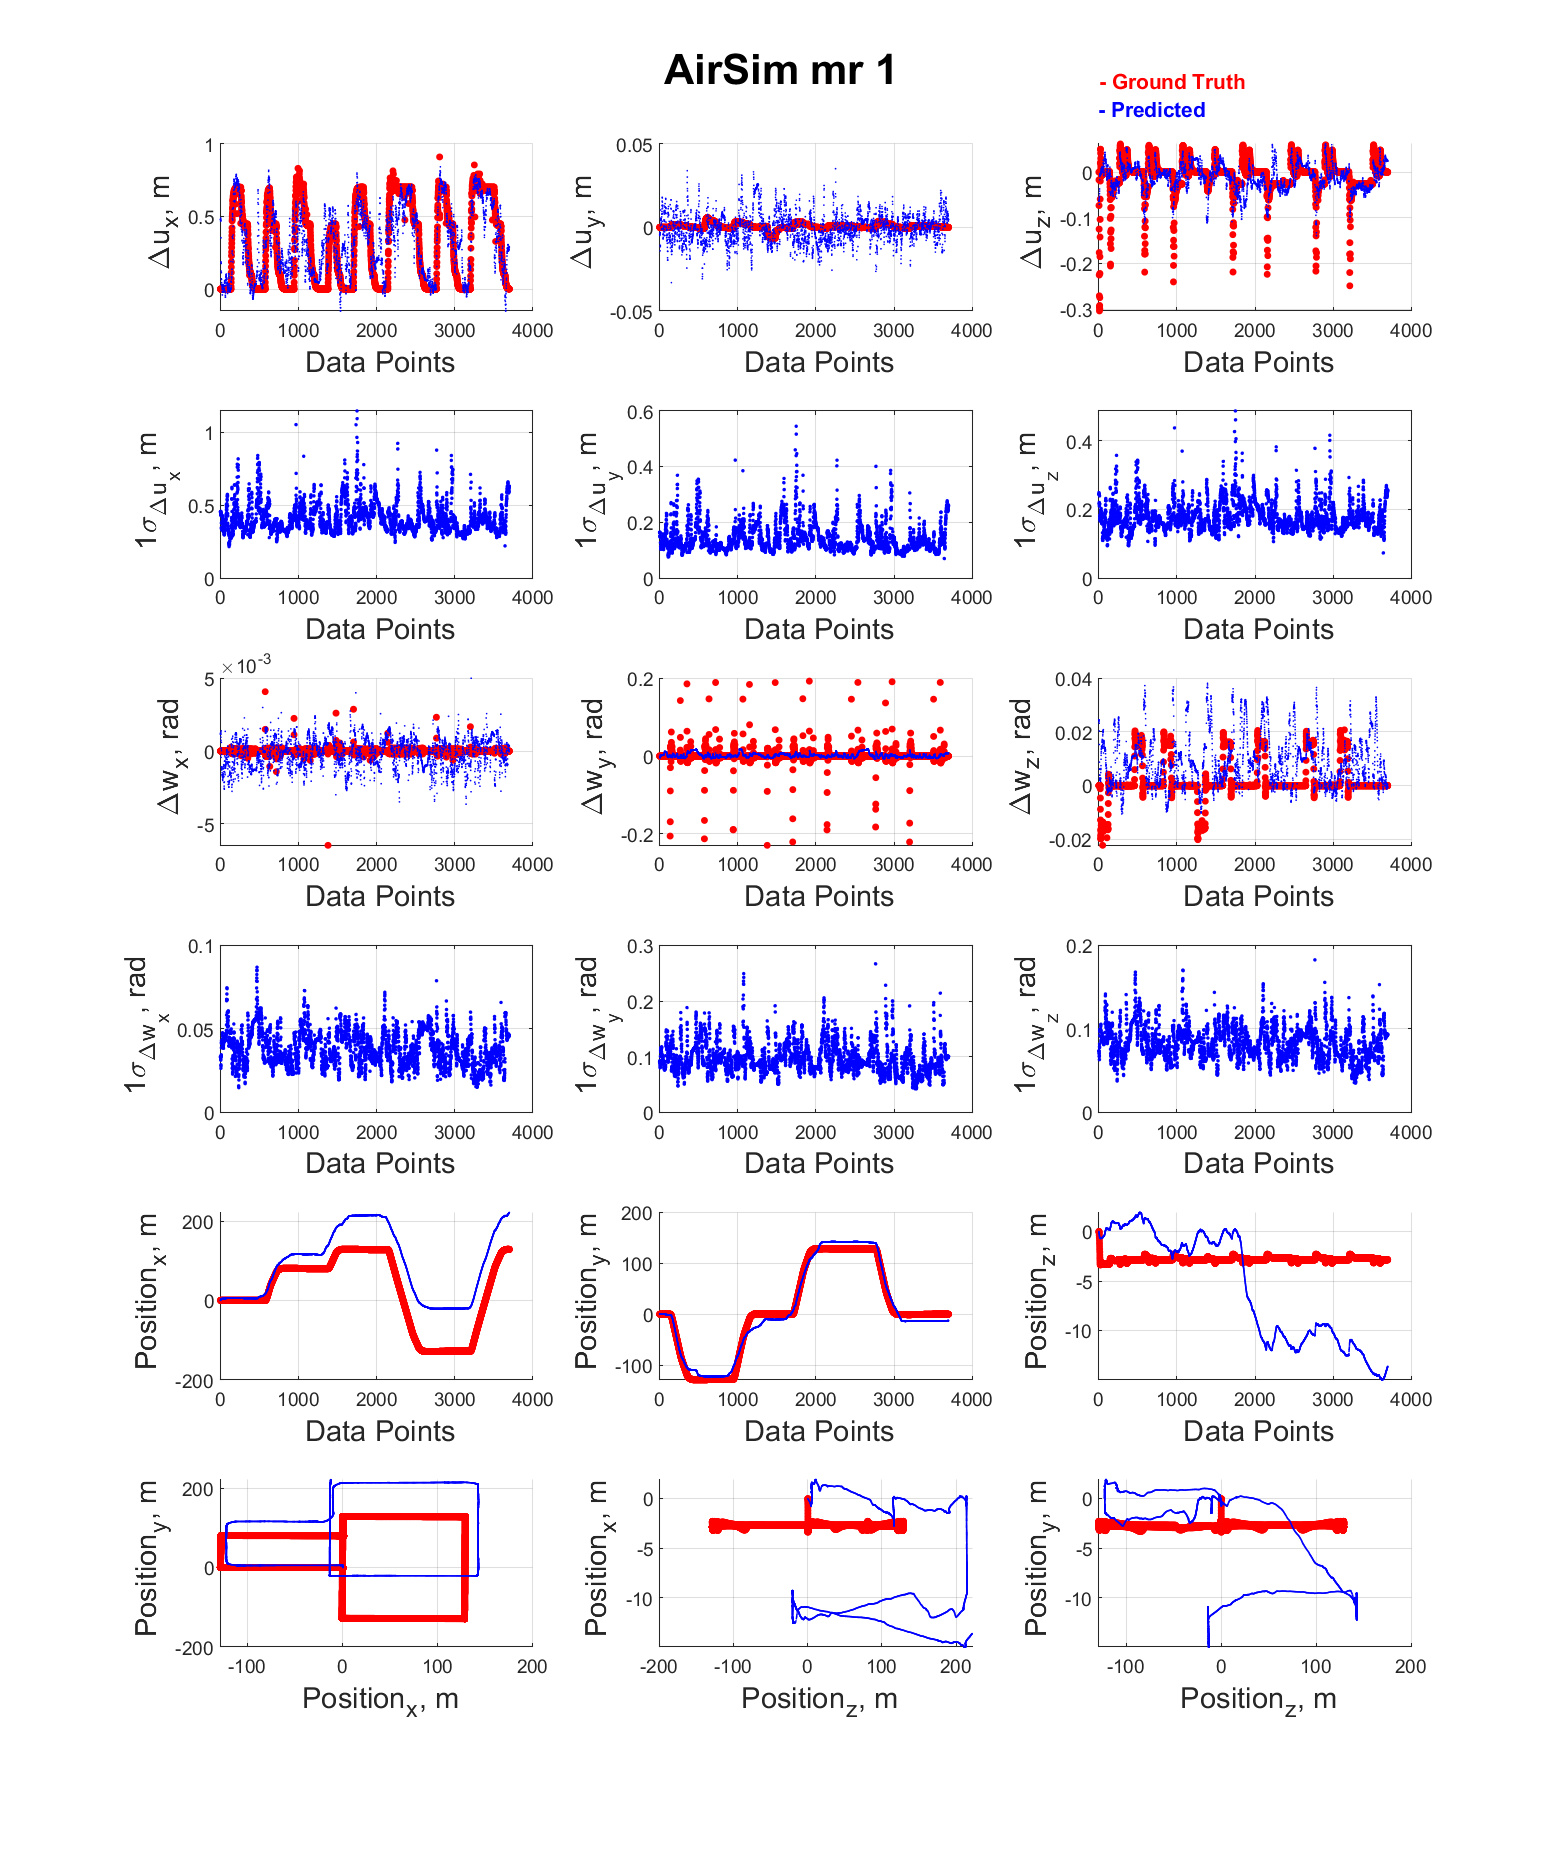 AirSim mr 1
- Ground Truth
- Predicted
1
0.5
0
Δu_x, m
0 1000 2000 3000 4000
Data Points
0.05
0
-0.05
Δu_y, m
0 1000 2000 3000 4000
Data Points
0
-0.1
-0.2
-0.3
Δu_z, m
0 1000 2000 3000 4000
Data Points
1
0.5
0
1σ_Δu_x, m
0 1000 2000 3000 4000
Data Points
0.6
0.4
0.2
0
1σ_Δu_y, m
0 1000 2000 3000 4000
Data Points
0.4
0.2
0
1σ_Δu_z, m
0 1000 2000 3000 4000
Data Points
×10^-3
5
0
-5
Δw_x, rad
0 1000 2000 3000 4000
Data Points
0.2
0
-0.2
Δw_y, rad
0 1000 2000 3000 4000
Data Points
0.04
0.02
0
-0.02
Δw_z, rad
0 1000 2000 3000 4000
Data Points
0.1
0.05
0
1σ_Δw_x, rad
0 1000 2000 3000 4000
Data Points
0.3
0.2
0.1
0
1σ_Δw_y, rad
0 1000 2000 3000 4000
Data Points
0.2
0.1
0
1σ_Δw_z, rad
0 1000 2000 3000 4000
Data Points
200
0
-200
Position_x, m
0 1000 2000 3000 4000
Data Points
200
100
0
-100
Position_y, m
0 1000 2000 3000 4000
Data Points
0
-5
-10
Position_z, m
0 1000 2000 3000 4000
Data Points
200
0
-200
Position_y, m
-100 0 100 200
Position_x, m
0
-5
-10
Position_x, m
-200 -100 0 100 200
Position_z, m
0
-5
-10
Position_y, m
-100 0 100 200
Position_z, m